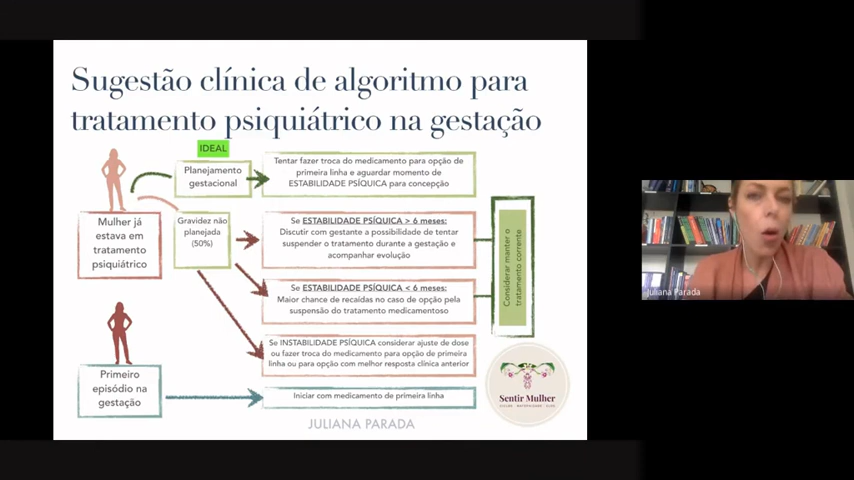 Sugestão clínica de algoritmo para
tratamento psiquiátrico na gestação
IDEAL
Planejamento
gestacional
Tentar fazer troca do medicamento para opção de
primeira linha e aguardar momento de
ESTABILIDADE PSÍQUICA para concepção
Mulher já
estava em
tratamento
psiquiátrico
Gravidez não
planejada
(50%)
Se ESTABILIDADE PSÍQUICA > 6 meses:
Discutir com gestante a possibilidade de tentar
suspender o tratamento durante a gestação e
acompanhar evolução
Se ESTABILIDADE PSÍQUICA < 6 meses:
Maior chance de recaídas no caso de opção pela
suspensão do tratamento medicamentoso
Considerar manter o
tratamento corrente
Se INSTABILIDADE PSÍQUICA considerar ajuste de dose
ou fazer troca do medicamento para opção de primeira
linha ou para opção com melhor resposta clínica anterior
Primeiro
episódio na
gestação
Iniciar com medicamento de primeira linha
Sentir Mulher
JULIANA PARADA
Juliana Parada